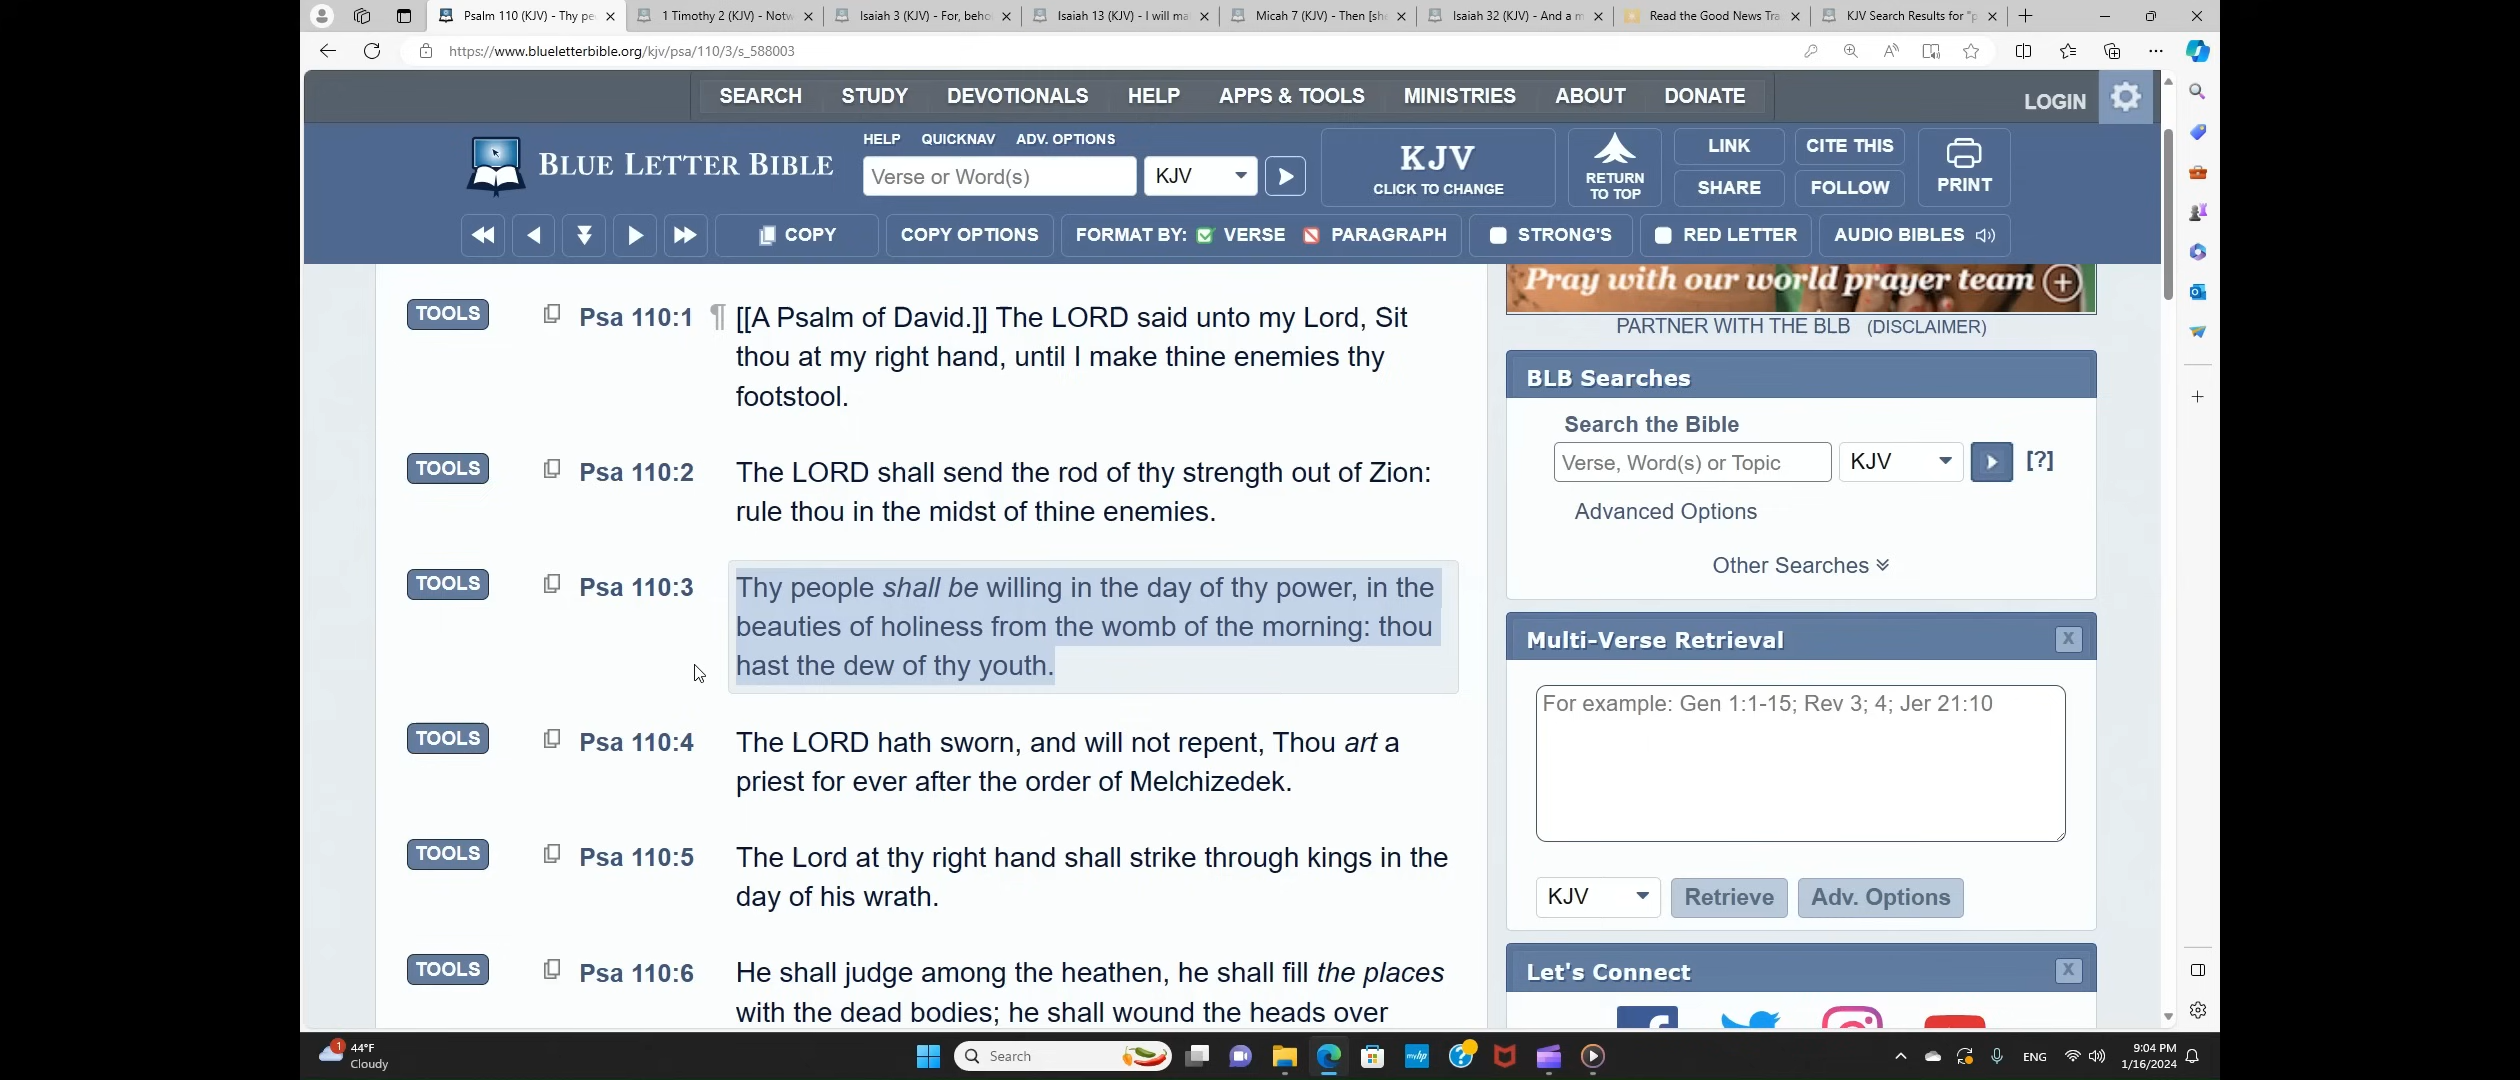 Psalm 110 (KJV) - Thy pe
1 Timothy 2 (KJV) - Notw
Isaiah 3 (KJV) - For, beho
Isaiah 13 (KJV) - I will ma
Micah 7 (KJV) - Then [she
Isaiah 32 (KJV) - And a m
Read the Good News Tra
KJV Search Results for "p
https://www.blueletterbible.org/kjv/psa/110/3/s_588003
SEARCH STUDY DEVOTIONALS HELP APPS & TOOLS MINISTRIES ABOUT DONATE LOGIN
BLUE LETTER BIBLE
HELP QUICKNAV ADV. OPTIONS
Verse or Word(s) KJV
KJV
CLICK TO CHANGE
RETURN
TO TOP
LINK
SHARE
CITE THIS
FOLLOW
PRINT
COPY COPY OPTIONS FORMAT BY: VERSE PARAGRAPH STRONG'S RED LETTER AUDIO BIBLES
TOOLS Psa 110:1 ¶ [[A Psalm of David.]] The LORD said unto my Lord, Sit
thou at my right hand, until I make thine enemies thy
footstool.
TOOLS Psa 110:2 The LORD shall send the rod of thy strength out of Zion:
rule thou in the midst of thine enemies.
TOOLS Psa 110:3 Thy people shall be willing in the day of thy power, in the
beauties of holiness from the womb of the morning: thou
hast the dew of thy youth.
TOOLS Psa 110:4 The LORD hath sworn, and will not repent, Thou art a
priest for ever after the order of Melchizedek.
TOOLS Psa 110:5 The Lord at thy right hand shall strike through kings in the
day of his wrath.
TOOLS Psa 110:6 He shall judge among the heathen, he shall fill the places
with the dead bodies; he shall wound the heads over
Pray with our world prayer team
PARTNER WITH THE BLB (DISCLAIMER)
BLB Searches
Search the Bible
Verse, Word(s) or Topic KJV [?]
Advanced Options
Other Searches
Multi-Verse Retrieval X
For example: Gen 1:1-15; Rev 3; 4; Jer 21:10
KJV Retrieve Adv. Options
Let's Connect X
1
44°F
Cloudy
Search
myhp
ENG
9:04 PM
1/16/2024